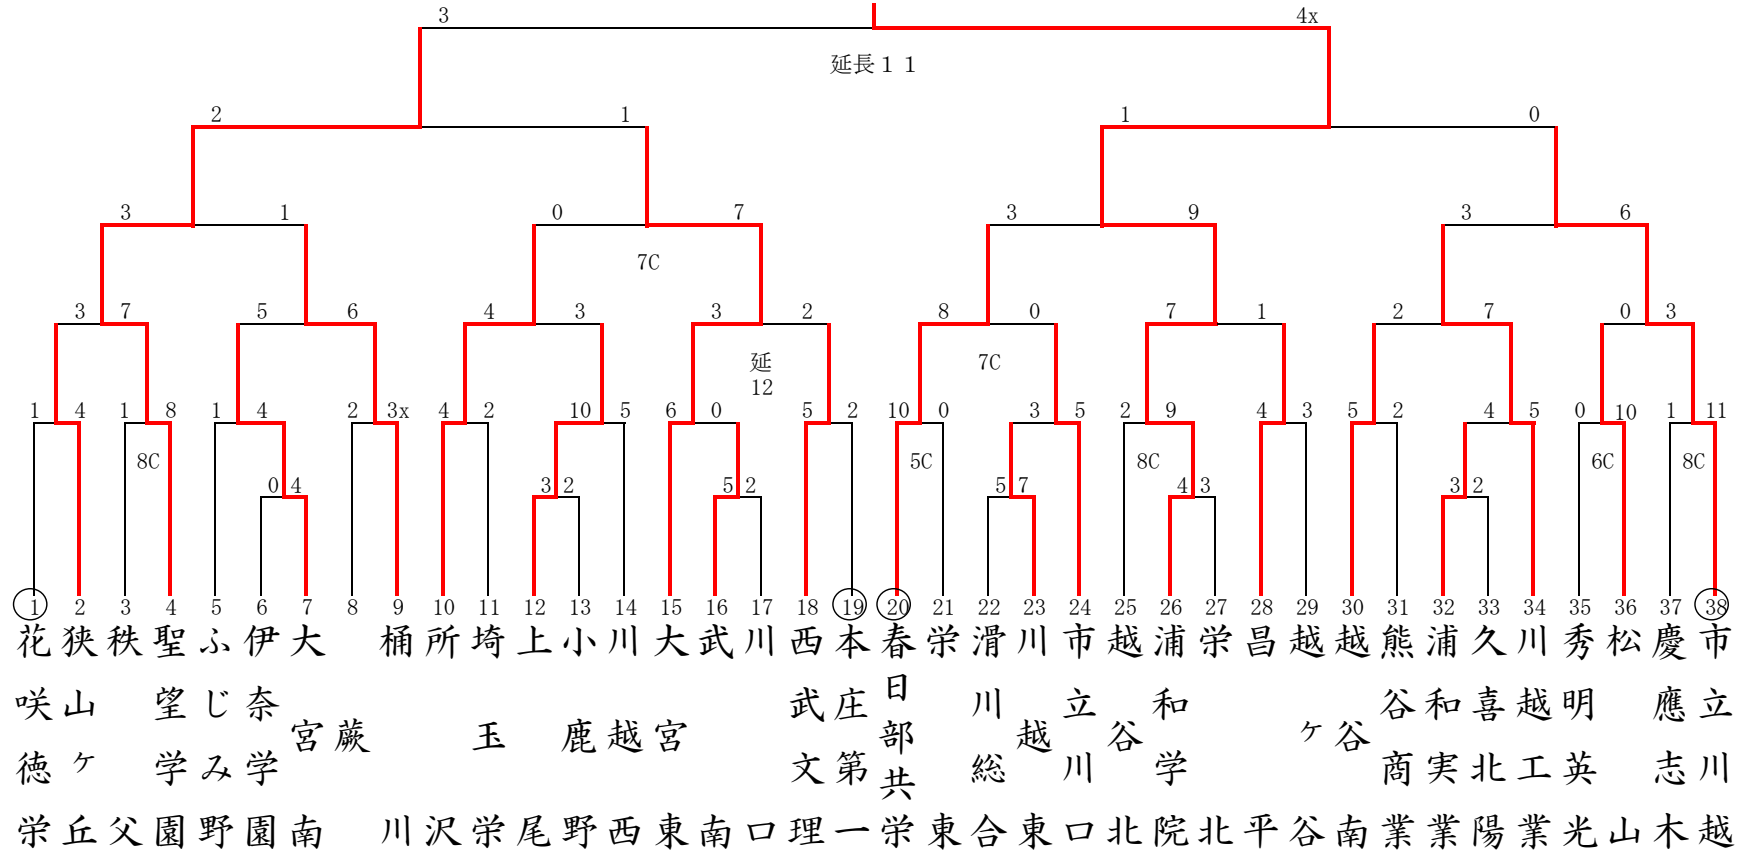 3 4x
延長１１
2 1 1 0
3 1 0 7 3 9 3 6
7C
3 7 5 6 4 3 3 2 8 0 7 1 2 7 0 3
延
12
7C
1 4 1 8 1 4 2 3x 4 2 10 5 6 0 5 2 10 0 3 5 2 9 4 3 5 2 4 5 0 10 1 11
8C 5C 8C 6C 8C
0 4 3 2 5 2 5 7 4 3 3 2
1 2 3 4 5 6 7 8 9 10 11 12 13 14 15 16 17 18 19 20 21 22 23 24 25 26 27 28 29 30 31 32 33 34 35 36 37 38
花咲徳栄
狭山ケ丘
秩父
聖望学園
ふじみ野
伊奈学園
大宮南
蕨
桶川
所沢
埼玉栄
上尾
小鹿野
川越西
大宮東
武南
川口
西武文理
本庄第一
春日部共栄
栄東
滑川総合
川越東
市立川口
越谷北
浦和学院
栄北
昌平
越ケ谷
越谷南
熊谷商業
浦和実業
久喜北陽
川越工業
秀明英光
松山
慶應志木
市立川越